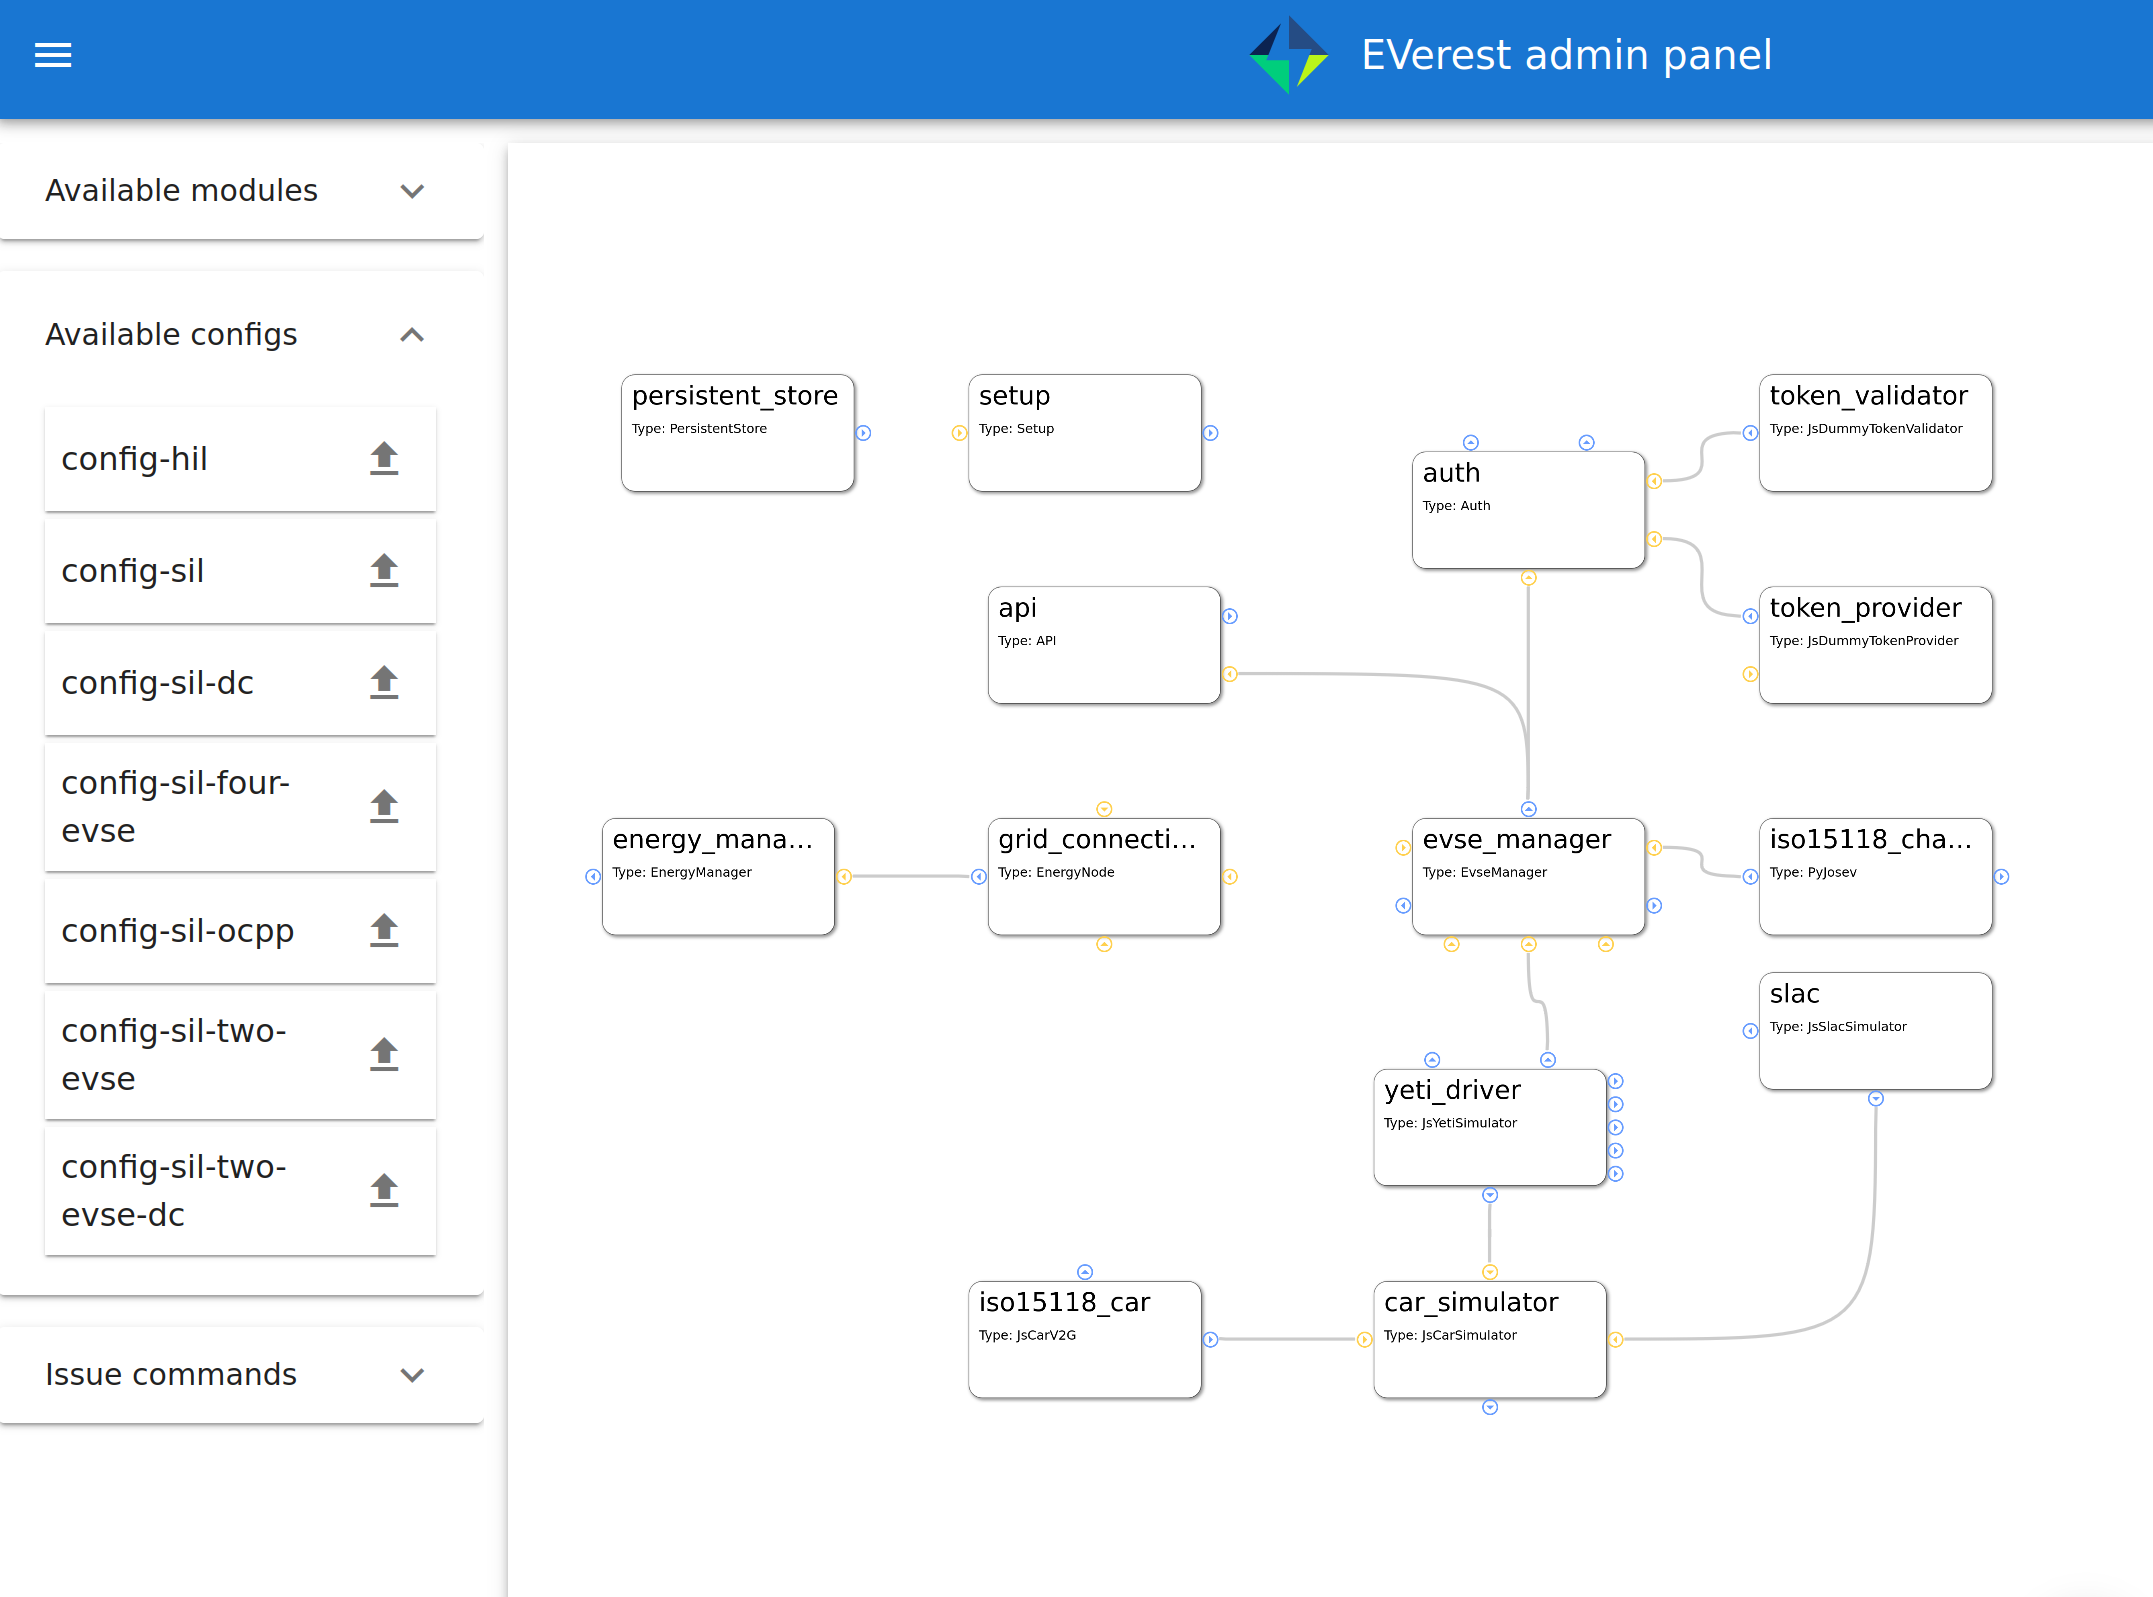 EVerest admin panel
Available modules
Available configs
config-hil
config-sil
config-sil-dc
config-sil-four-
evse
config-sil-ocpp
config-sil-two-
evse
config-sil-two-
evse-dc
Issue commands
persistent_store
Type: PersistentStore
setup
Type: Setup
auth
Type: Auth
token_validator
Type: JsDummyTokenValidator
api
Type: API
token_provider
Type: JsDummyTokenProvider
energy_mana...
Type: EnergyManager
grid_connecti...
Type: EnergyNode
evse_manager
Type: EvseManager
iso15118_cha...
Type: PyJosev
slac
Type: JsSlacSimulator
yeti_driver
Type: JsYetiSimulator
iso15118_car
Type: JsCarV2G
car_simulator
Type: JsCarSimulator